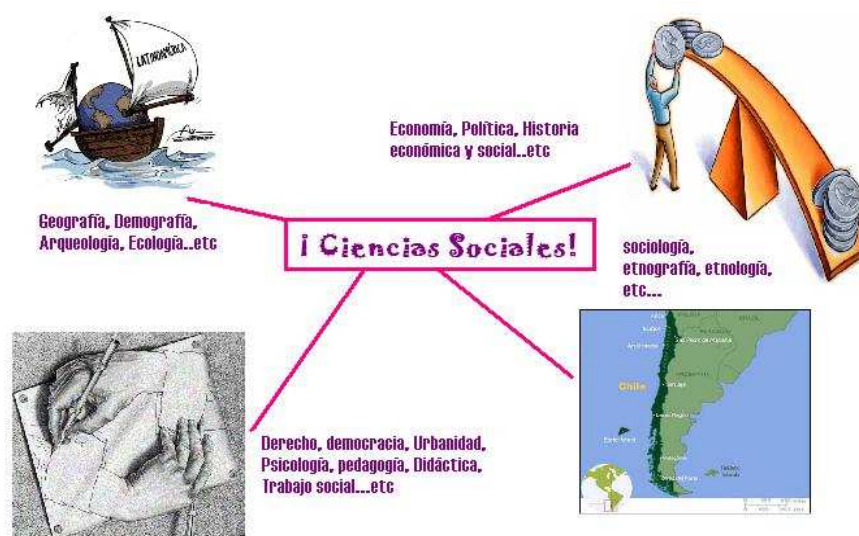 LATINOAMÉRICA
Economía, Política, Historia
económica y social..etc
Geografía, Demografía,
Arqueología, Ecología..etc
¡ Ciencias Sociales!
sociología,
etnografía, etnología,
etc...
Chile
Derecho, democracia, Urbanidad,
Psicología, pedagogía, Didáctica,
Trabajo social...etc